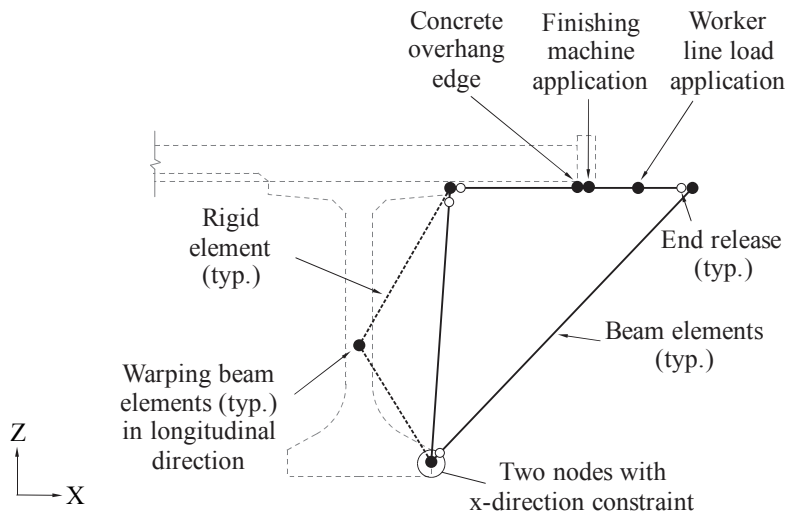 Concrete
overhang
edge
Finishing
machine
application
Worker
line load
application
Rigid
element
(typ.)
End release
(typ.)
Beam elements
(typ.)
Warping beam
elements (typ.)
in longitudinal
direction
Two nodes with
x-direction constraint
Z
X